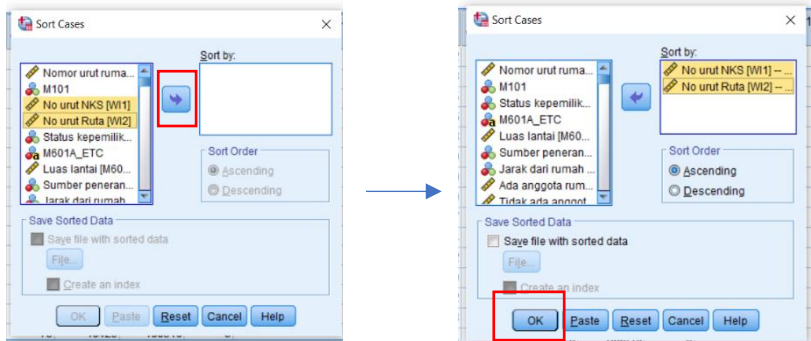 Sort Cases
Sort by:
Nomor urut ruma...
M101
No urut NKS [WI1]
No urut Ruta [WI2]
Status kepemilik...
M601A_ETC
Luas lantai [M60...
Sumber peneran...
Jarak dari rumah
Sort Order
Ascending
Descending
Save Sorted Data
Save file with sorted data
File...
Create an index
OK Paste Reset Cancel Help
Sort Cases
Sort by:
Nomor urut ruma...
M101
Status kepemilik...
M601A_ETC
Luas lantai [M60...
Sumber peneran...
Jarak dari rumah ...
Ada anggota rum...
Tidak ada anggot
No urut NKS [WI1] -- ...
No urut Ruta [WI2] -- ...
Sort Order
Ascending
Descending
Save Sorted Data
Save file with sorted data
File...
Create an index
OK Paste Reset Cancel Help